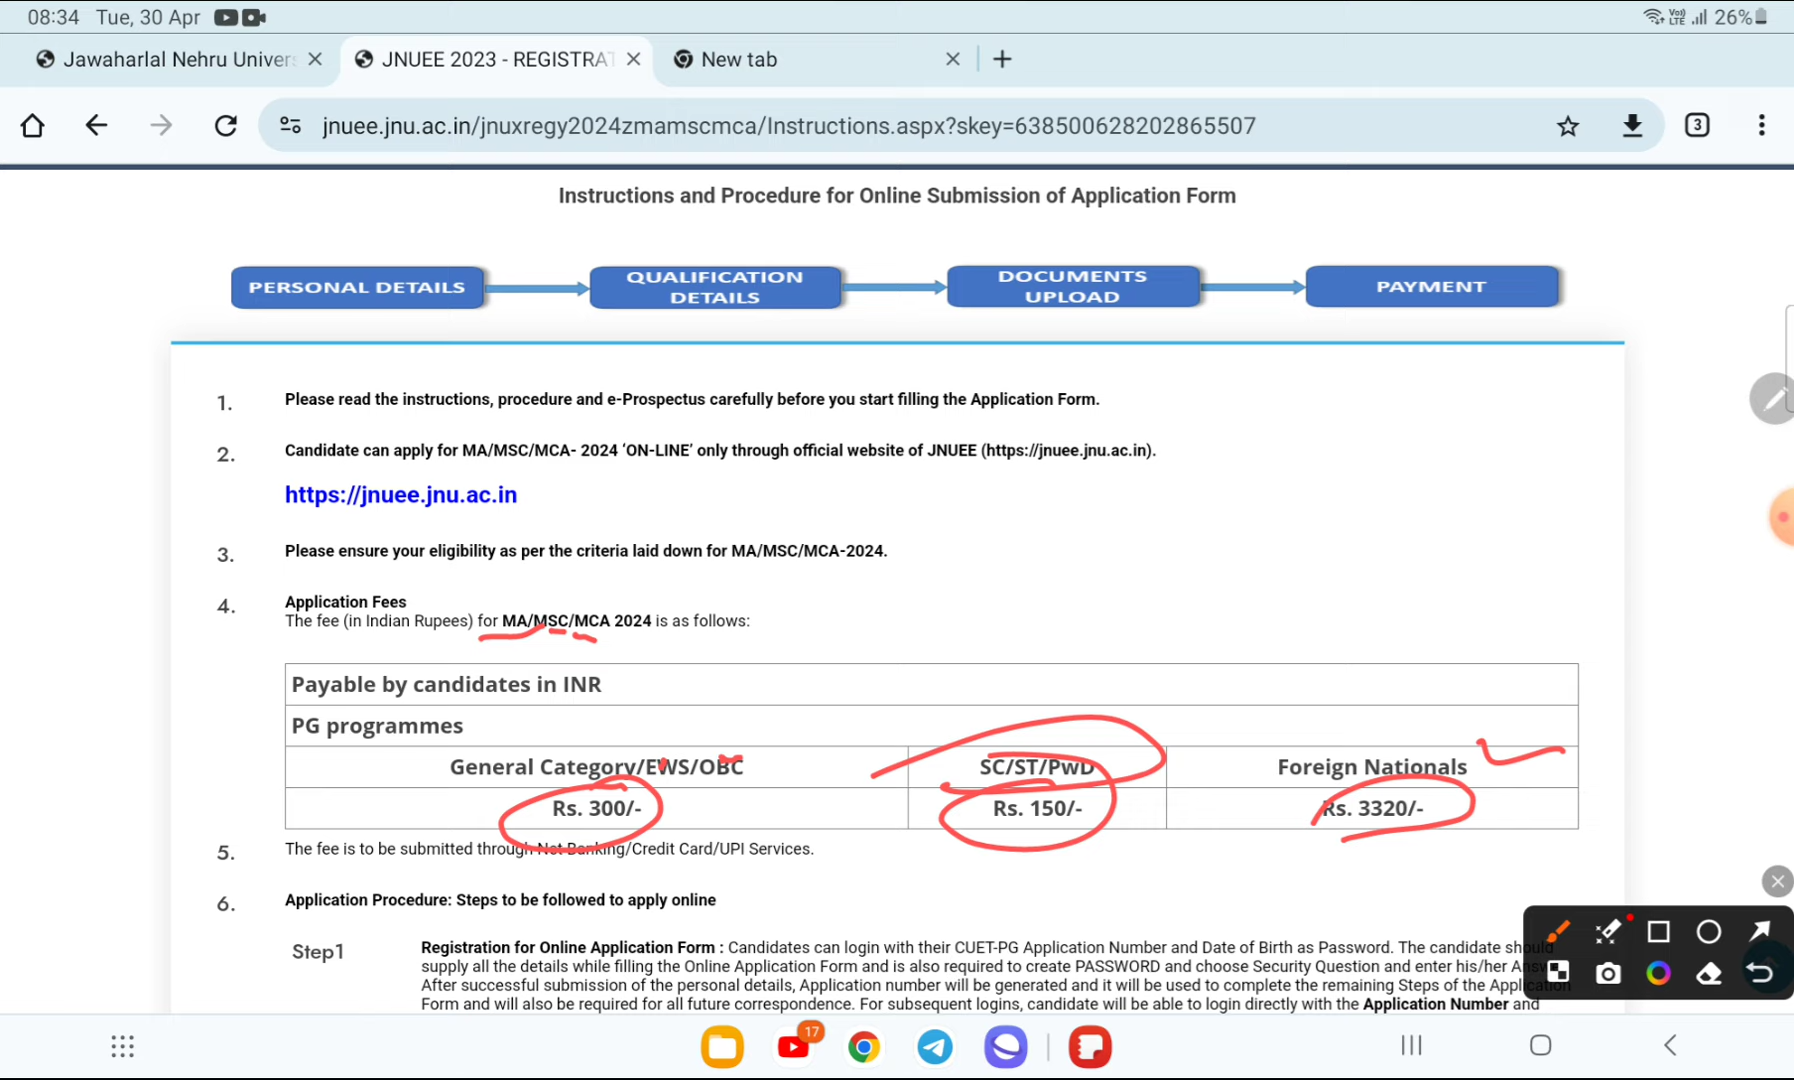 08:34 Tue, 30 Apr
VoI) LTE 26%
Jawaharlal Nehru Univer
JNUEE 2023 - REGISTRAT
New tab
jnuee.jnu.ac.in/jnuxregy2024zmamscmca/Instructions.aspx?skey=638500628202865507
3
Instructions and Procedure for Online Submission of Application Form
PERSONAL DETAILS
QUALIFICATION DETAILS
DOCUMENTS UPLOAD
PAYMENT
1. Please read the instructions, procedure and e-Prospectus carefully before you start filling the Application Form.
2. Candidate can apply for MA/MSC/MCA- 2024 ‘ON-LINE’ only through official website of JNUEE (https://jnuee.jnu.ac.in).
https://jnuee.jnu.ac.in
3. Please ensure your eligibility as per the criteria laid down for MA/MSC/MCA-2024.
4. Application Fees
The fee (in Indian Rupees) for MA/MSC/MCA 2024 is as follows:
Payable by candidates in INR
PG programmes
General Category/EWS/OBC SC/ST/PwD Foreign Nationals
Rs. 300/- Rs. 150/- Rs. 3320/-
5. The fee is to be submitted through Net Banking/Credit Card/UPI Services.
6. Application Procedure: Steps to be followed to apply online
Step1 Registration for Online Application Form : Candidates can login with their CUET-PG Application Number and Date of Birth as Password. The candidate should
supply all the details while filling the Online Application Form and is also required to create PASSWORD and choose Security Question and enter his/her Answ
After successful submission of the personal details, Application number will be generated and it will be used to complete the remaining Steps of the Application
Form and will also be required for all future correspondence. For subsequent logins, candidate will be able to login directly with the Application Number and
17